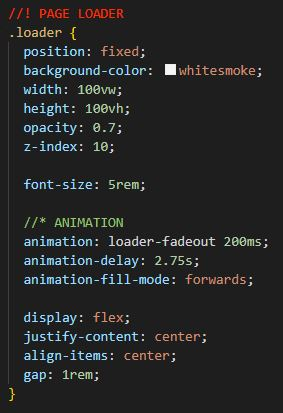 //! PAGE LOADER
.loader {
position: fixed;
background-color: whitesmoke;
width: 100vw;
height: 100vh;
opacity: 0.7;
z-index: 10;
font-size: 5rem;
//* ANIMATION
animation: loader-fadeout 200ms;
animation-delay: 2.75s;
animation-fill-mode: forwards;
display: flex;
justify-content: center;
align-items: center;
gap: 1rem;
}